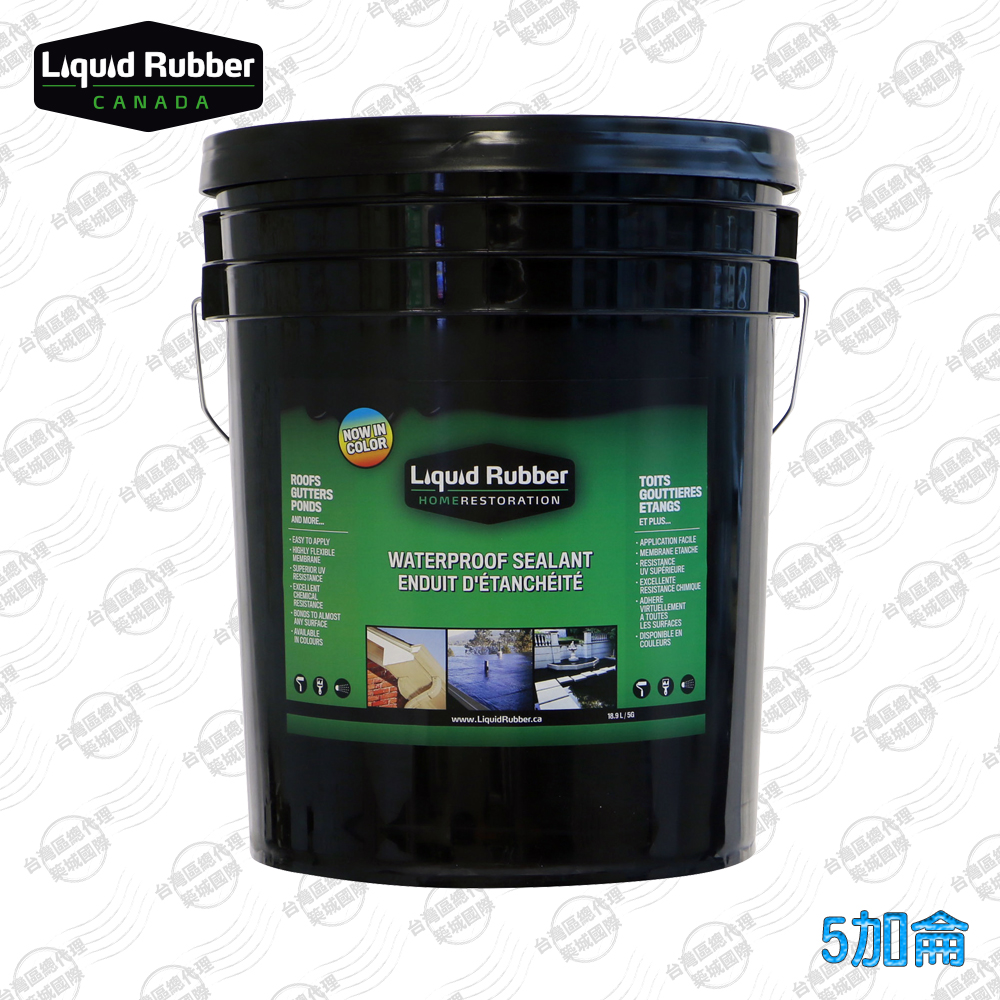 Liquid Rubber
CANADA
NOW IN
COLOR
Liquid Rubber
HOMERESTORATION
ROOFS
GUTTERS
PONDS
AND MORE...
· EASY TO APPLY
· HIGHLY FLEXIBLE
MEMBRANE
· SUPERIOR UV
RESISTANCE
· EXCELLENT
CHEMICAL
RESISTANCE
· BONDS TO ALMOST
ANY SURFACE
· AVAILABLE
IN COLOURS
WATERPROOF SEALANT
ENDUIT D'ÉTANCHÉITÉ
TOITS
GOUTTIERES
ETANGS
ET PLUS...
· APPLICATION FACILE
· MEMBRANE ETANCHE
· RESISTANCE
UV SUPÉRIEURE
· EXCELLENTE
RESISTANCE CHIMIQUE
· ADHERE
VIRTUELLEMENT
A TOUTES
LES SURFACES
· DISPONIBLE EN
COULEURS
www.LiquidRubber.ca
18.9 L / 5G
5加侖
台灣區總代理
築城國際